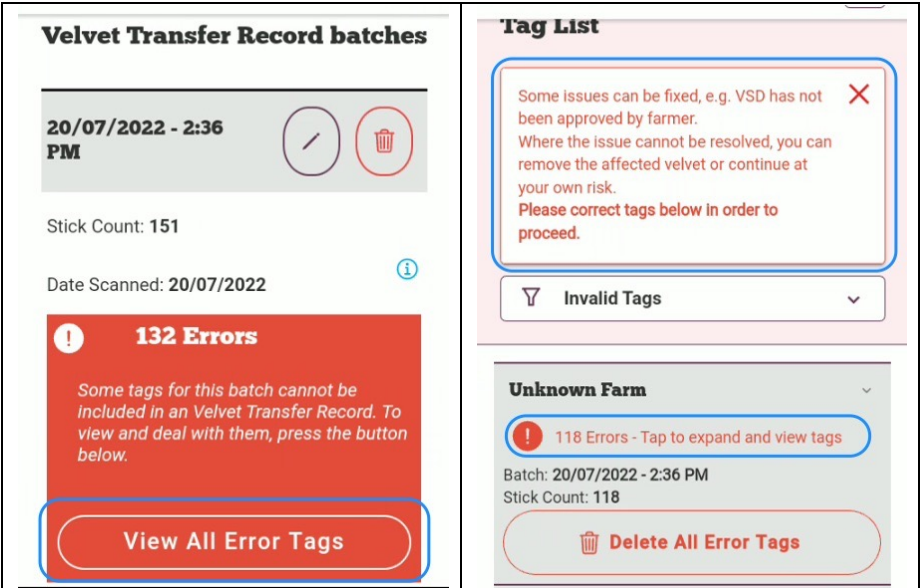 Velvet Transfer Record batches
20/07/2022 - 2:36
PM
Stick Count: 151
Date Scanned: 20/07/2022
132 Errors
Some tags for this batch cannot be
included in an Velvet Transfer Record. To
view and deal with them, press the button
below.
View All Error Tags
Tag List
Some issues can be fixed, e.g. VSD has not
been approved by farmer.
Where the issue cannot be resolved, you can
remove the affected velvet or continue at
your own risk.
Please correct tags below in order to
proceed.
Invalid Tags
Unknown Farm
118 Errors - Tap to expand and view tags
Batch: 20/07/2022 - 2:36 PM
Stick Count: 118
Delete All Error Tags